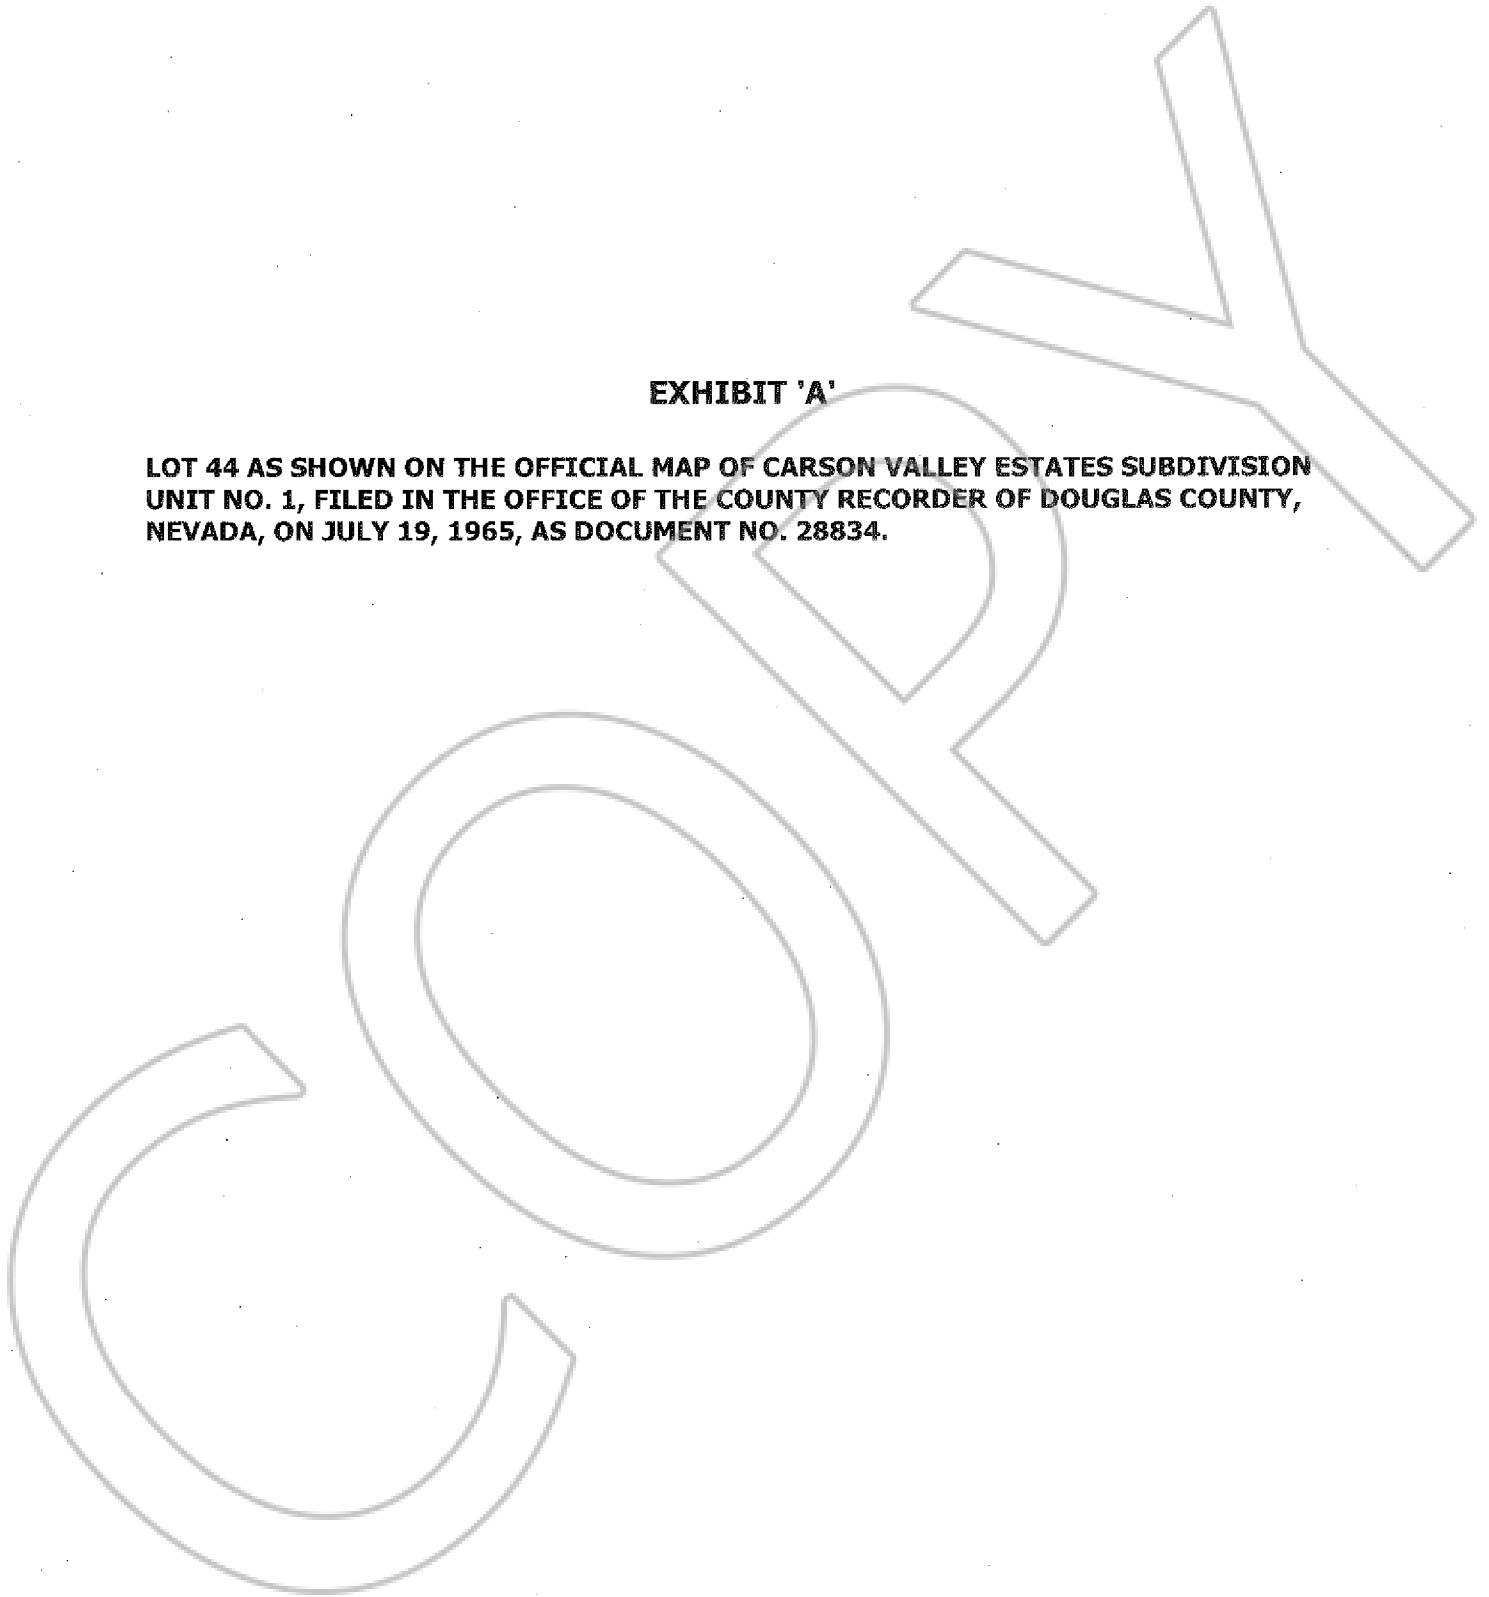 EXHIBIT 'A'
LOT 44 AS SHOWN ON THE OFFICIAL MAP OF CARSON VALLEY ESTATES SUBDIVISION
UNIT NO. 1, FILED IN THE OFFICE OF THE COUNTY RECORDER OF DOUGLAS COUNTY,
NEVADA, ON JULY 19, 1965, AS DOCUMENT NO. 28834.
COPY